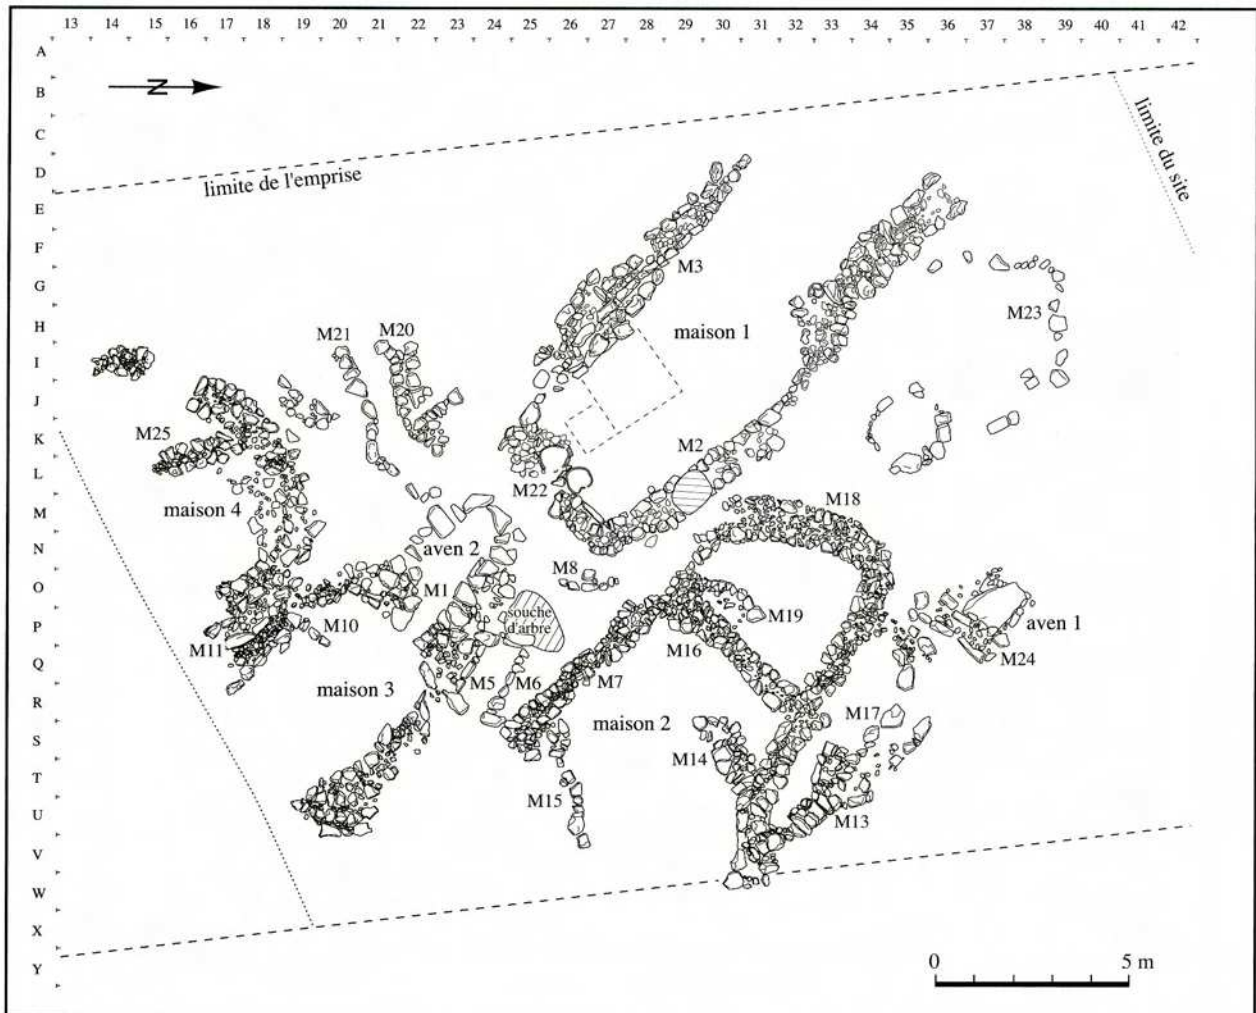 13 14 15 16 17 18 19 20 21 22 23 24 25 26 27 28 29 30 31 32 33 34 35 36 37 38 39 40 41 42
A
B
N
C
limite du site
D
limite de l'emprise
E
F
M3
G
H
M23
maison 1
M21
M20
I
J
K
M25
M2
L
M22
M18
M
maison 4
N
aven 2
M8
O
M1
souche
d'arbre
M19
P
M10
aven 1
M11
M16
M24
Q
M5
M6
M7
maison 3
R
M17
maison 2
S
M14
T
M15
U
M13
V
W
X
0
5 m
Y